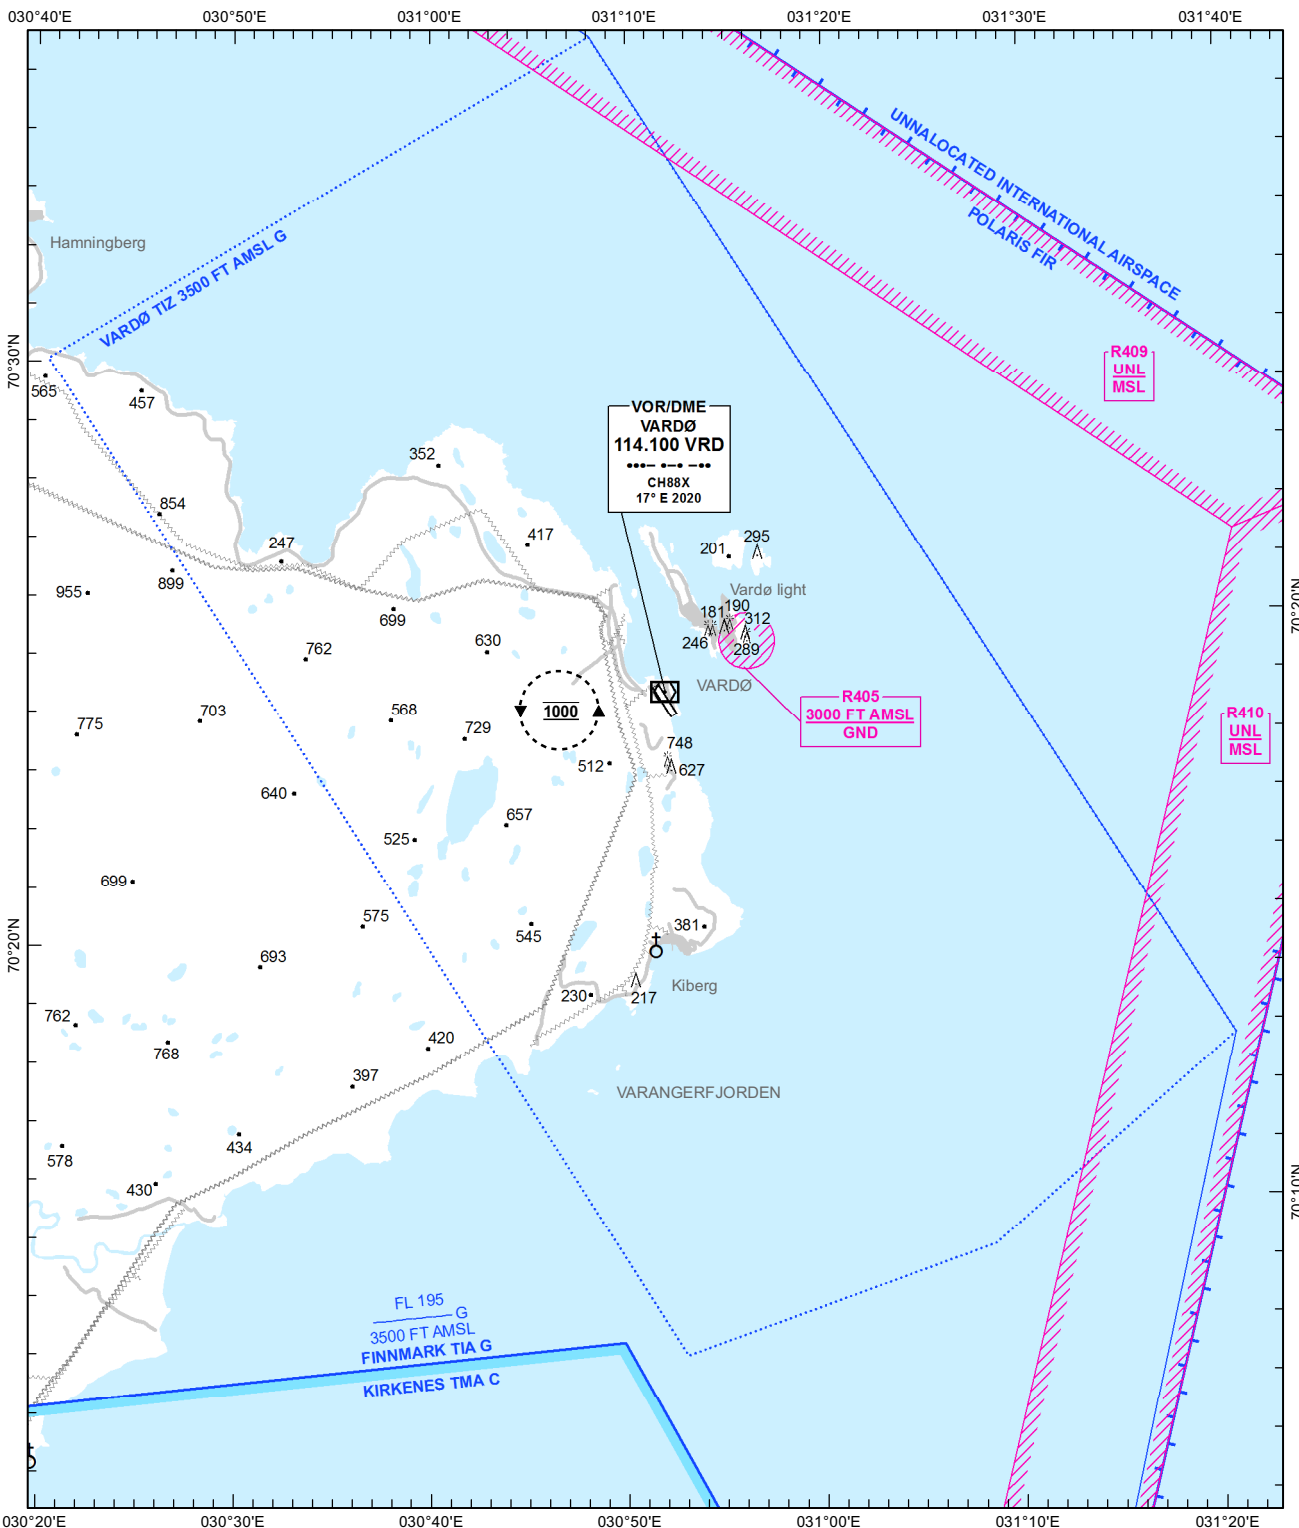 030°40'E
030°50'E
031°00'E
031°10'E
031°20'E
031°30'E
031°40'E
UNNALOCATED INTERNATIONAL AIRSPACE
POLARIS FIR
Hamningberg
VARDØ TIZ 3500 FT AMSL G
70°30'N
R409
UNL
MSL
565
457
VOR/DME
VARDØ
114.100 VRD
CH88X
17° E 2020
352
854
417
295
247
201
899
955
Vardø light
70°20'N
699
181
190
312
630
246
289
762
VARDØ
R405
3000 FT AMSL
GND
R410
UNL
MSL
703
568
1000
775
729
748
512
627
640
657
525
699
575
381
545
70°20'N
693
Kiberg
230
217
762
768
420
397
VARANGERFJORDEN
434
578
430
70°10'N
FL 195
G
3500 FT AMSL
FINNMARK TIA G
KIRKENES TMA C
030°20'E
030°30'E
030°40'E
030°50'E
031°00'E
031°10'E
031°20'E